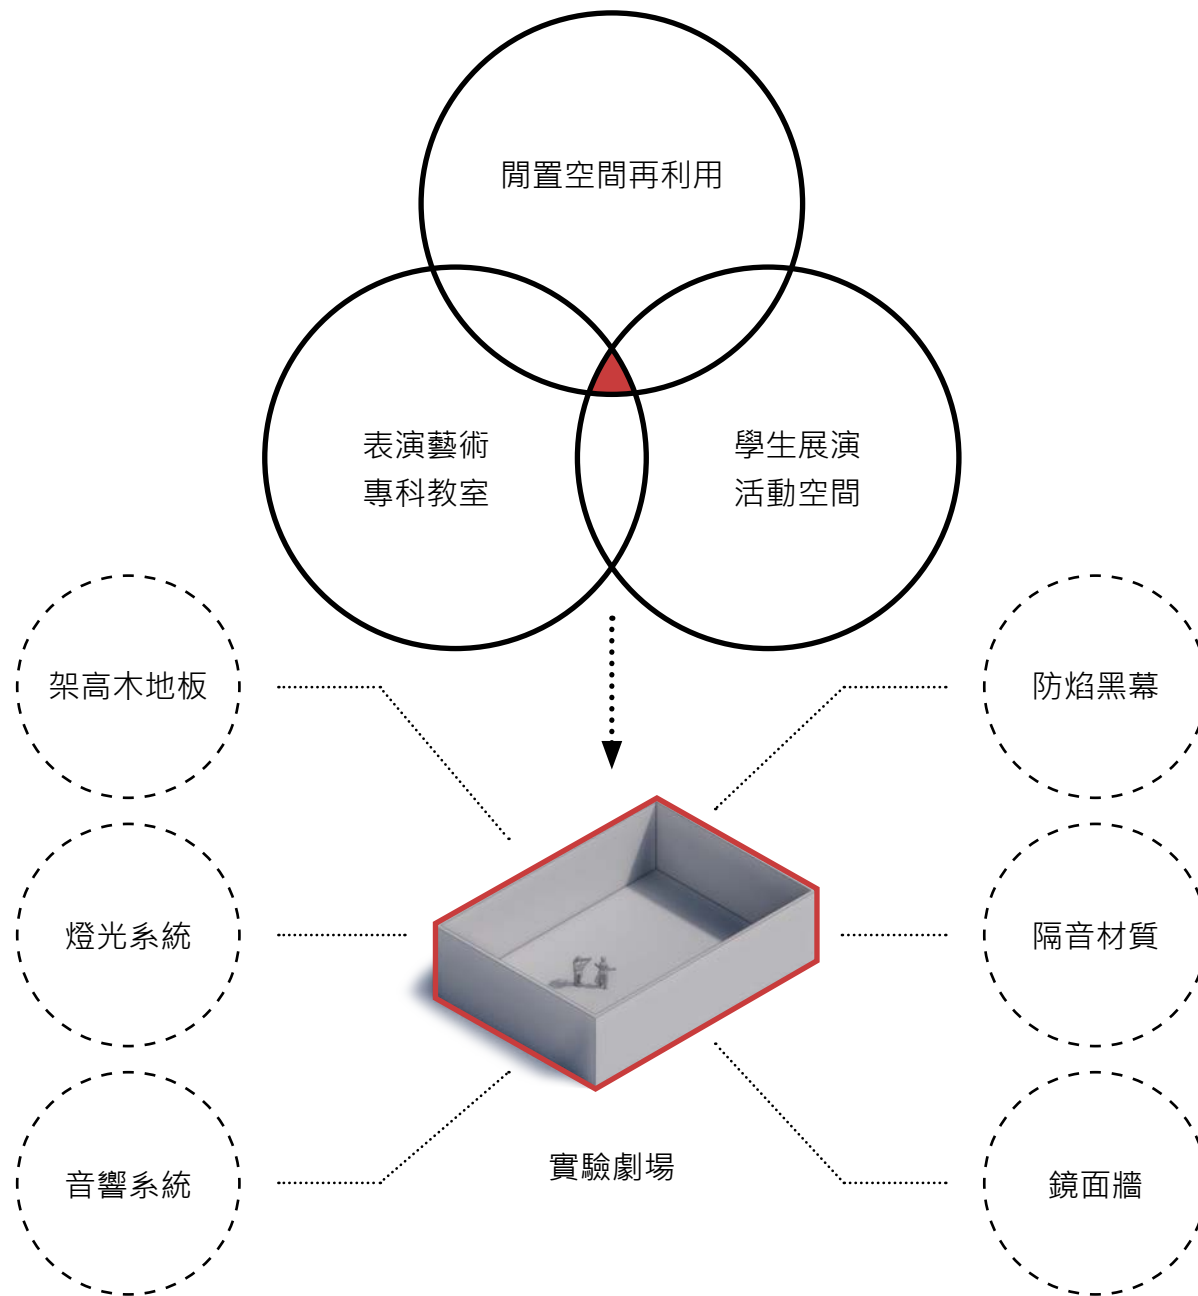 閒置空間再利用
表演藝術
專科教室
學生展演
活動空間
架高木地板
防焰黑幕
燈光系統
隔音材質
音響系統
實驗劇場
鏡面牆